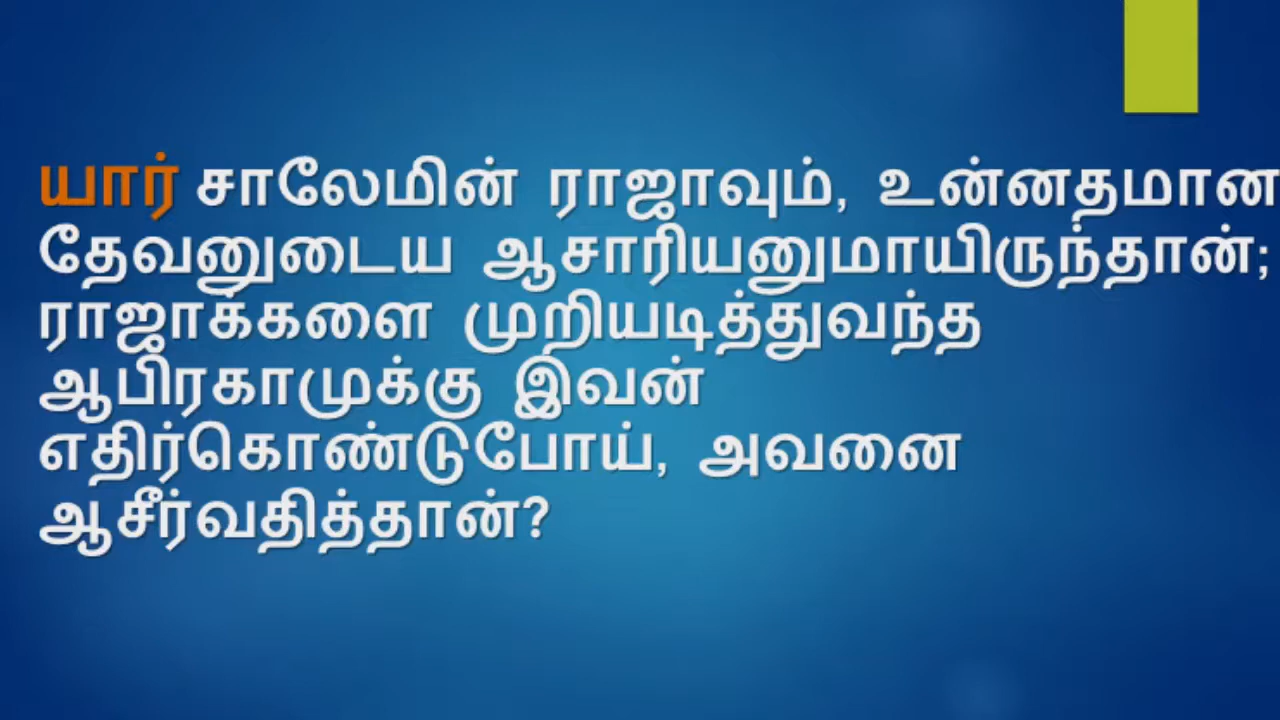 யார் சாலேமின் ராஜாவும், உன்னதமான
தேவனுடைய ஆசாரியனுமாயிருந்தான்;
ராஜாக்களை முறியடித்துவந்த
ஆபிரகாமுக்கு இவன்
எதிர்கொண்டுபோய், அவனை
ஆசீர்வதித்தான்?